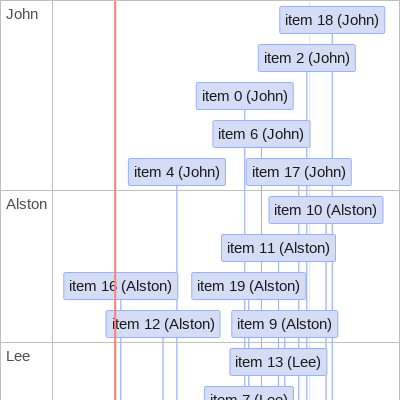 John
item 18 (John)
item 2 (John)
item 0 (John)
item 6 (John)
item 4 (John)
item 17 (John)
Alston
item 10 (Alston)
item 11 (Alston)
item 16 (Alston)
item 19 (Alston)
item 12 (Alston)
item 9 (Alston)
Lee
item 13 (Lee)
item 7 (Lee)